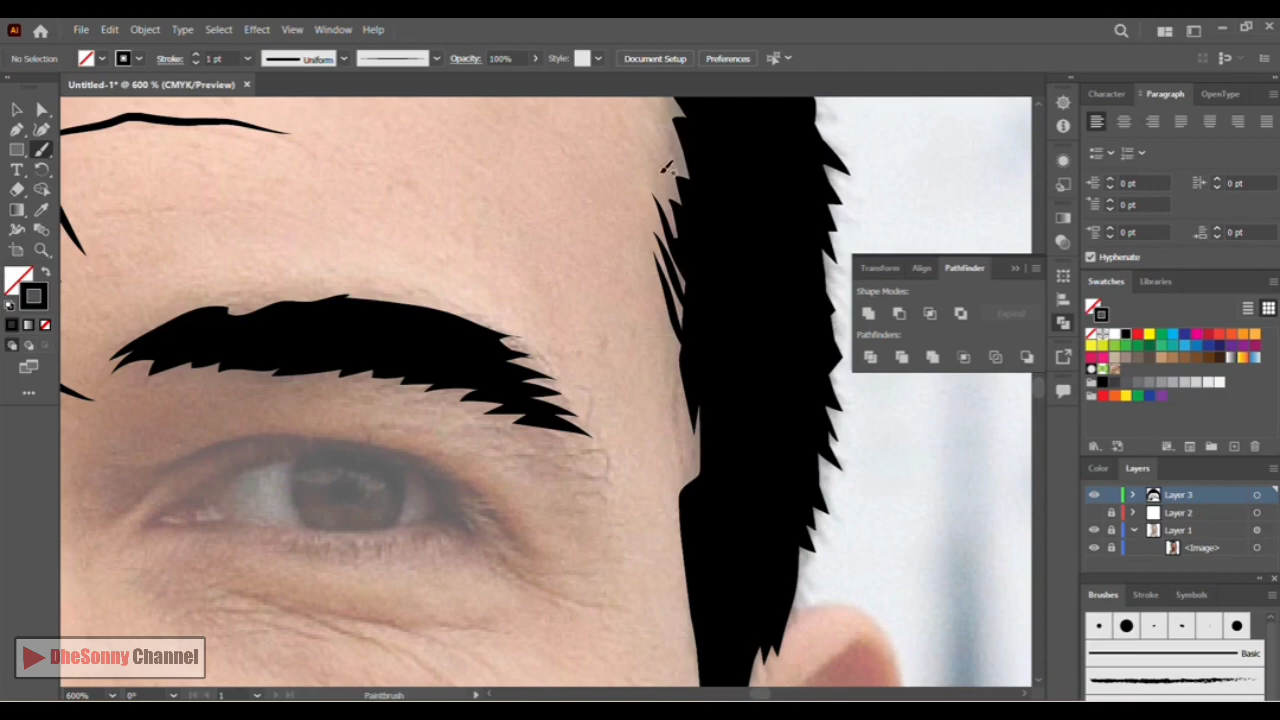 Ai File Edit Object Type Select Effect View Window Help
No Selection Stroke: 1 pt Uniform Opacity: 100% Style: Document Setup Preferences
Untitled-1* @ 600 % (CMYK/Preview) ×
Character Paragraph OpenType
0 pt 0 pt
0 pt
0 pt 0 pt
Hyphenate
Transform Align Pathfinder
Shape Modes:
Expand
Pathfinders:
Swatches Libraries
Color Layers
Layer 3
Layer 2
Layer 1
<Image>
Brushes Stroke Symbols
Basic
DheSonny Channel
600% 0° 1 Paintbrush